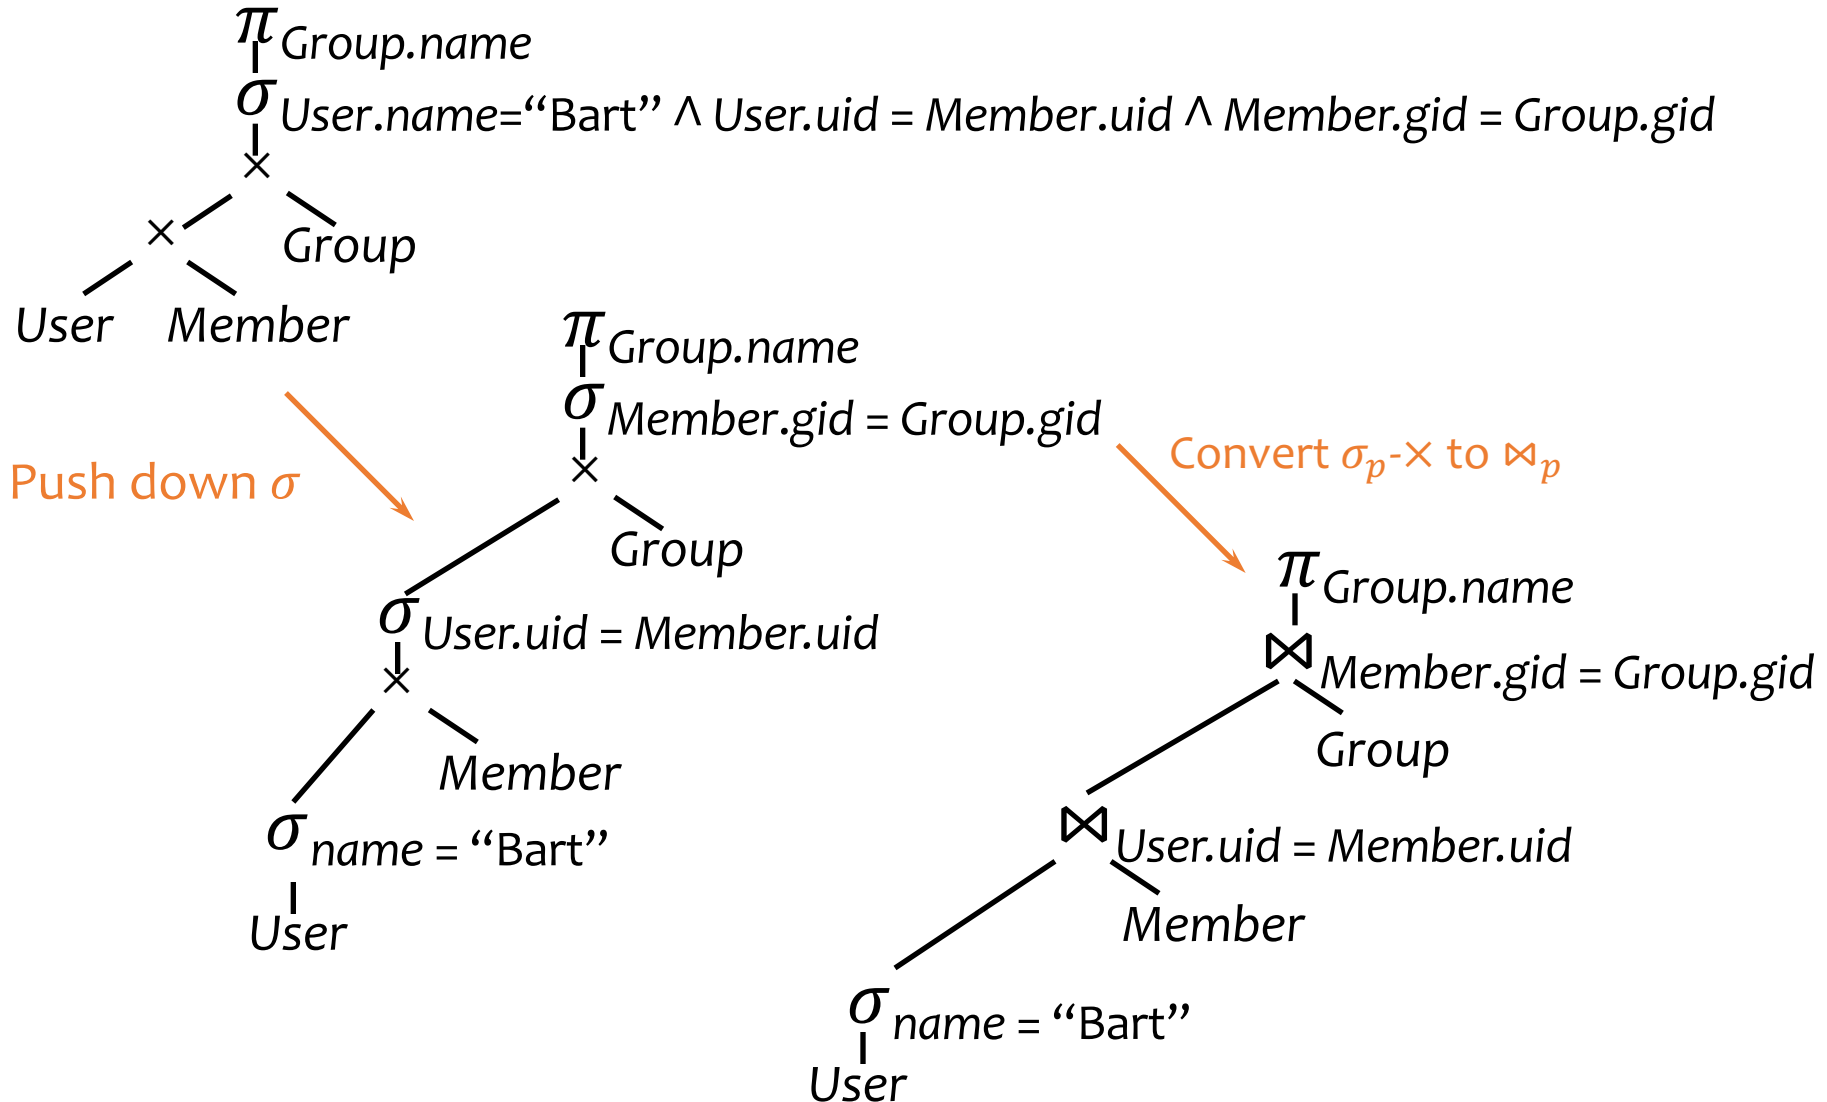 π Group.name
σ User.name=“Bart” ∧ User.uid = Member.uid ∧ Member.gid = Group.gid
×
× Group
User Member
Push down σ
π Group.name
σ Member.gid = Group.gid
×
Group
σ User.uid = Member.uid
×
Member
σ name = “Bart”
User
Convert σp-× to ⋈p
π Group.name
⋈ Member.gid = Group.gid
Group
⋈ User.uid = Member.uid
Member
σ name = “Bart”
User